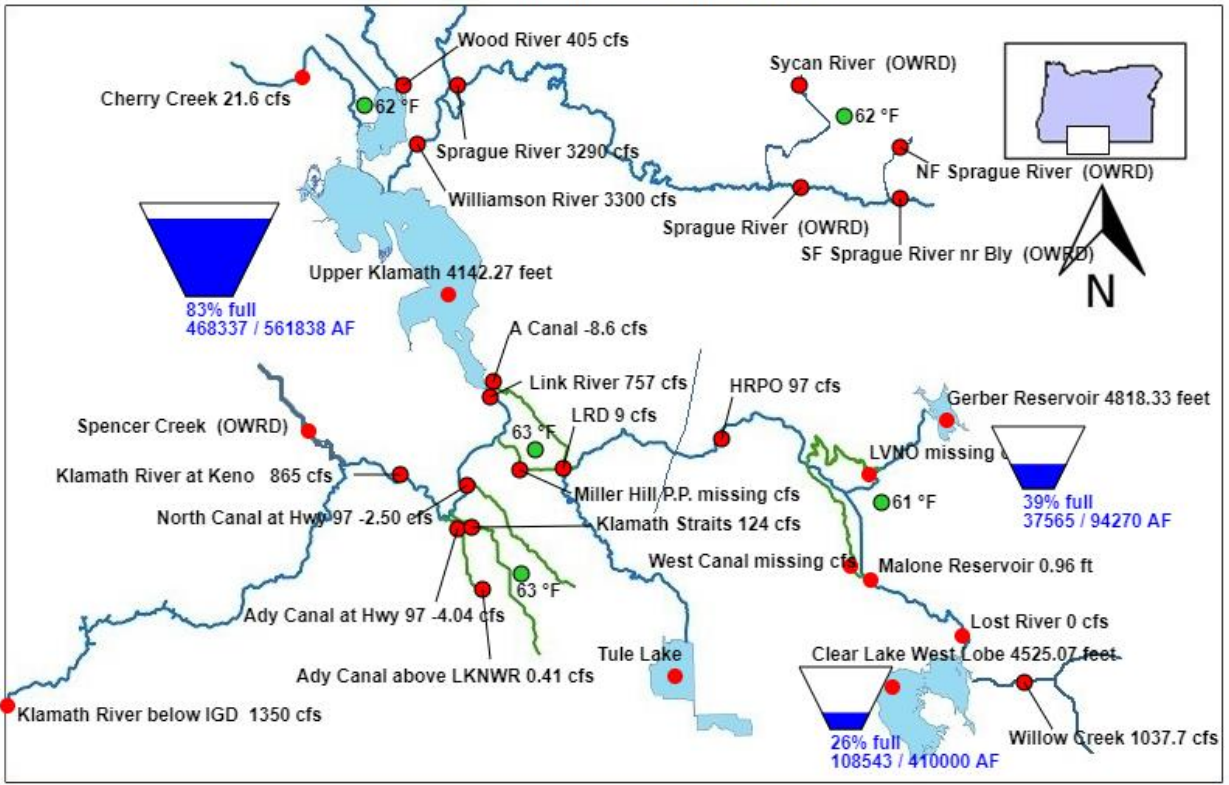 Wood River 405 cfs
Sycan River  (OWRD)
Cherry Creek 21.6 cfs
62 °F
62 °F
Sprague River 3290 cfs
NF Sprague River  (OWRD)
Williamson River 3300 cfs
Sprague River  (OWRD)
SF Sprague River nr Bly  (OWRD)
Upper Klamath 4142.27 feet
N
83% full
468337 / 561838 AF
A Canal -8.6 cfs
Link River 757 cfs
HRPO 97 cfs
Gerber Reservoir 4818.33 feet
LRD 9 cfs
Spencer Creek  (OWRD)
63 °F
LVNO missing
Klamath River at Keno  865 cfs
Miller Hill P.P. missing cfs
61 °F
39% full
37565 / 94270 AF
North Canal at Hwy 97 -2.50 cfs
Klamath Straits 124 cfs
West Canal missing cfs
Malone Reservoir 0.96 ft
63 °F
Ady Canal at Hwy 97 -4.04 cfs
Lost River 0 cfs
Tule Lake
Clear Lake West Lobe 4525.07 feet
Ady Canal above LKNWR 0.41 cfs
Klamath River below IGD  1350 cfs
Willow Creek 1037.7 cfs
26% full
108543 / 410000 AF